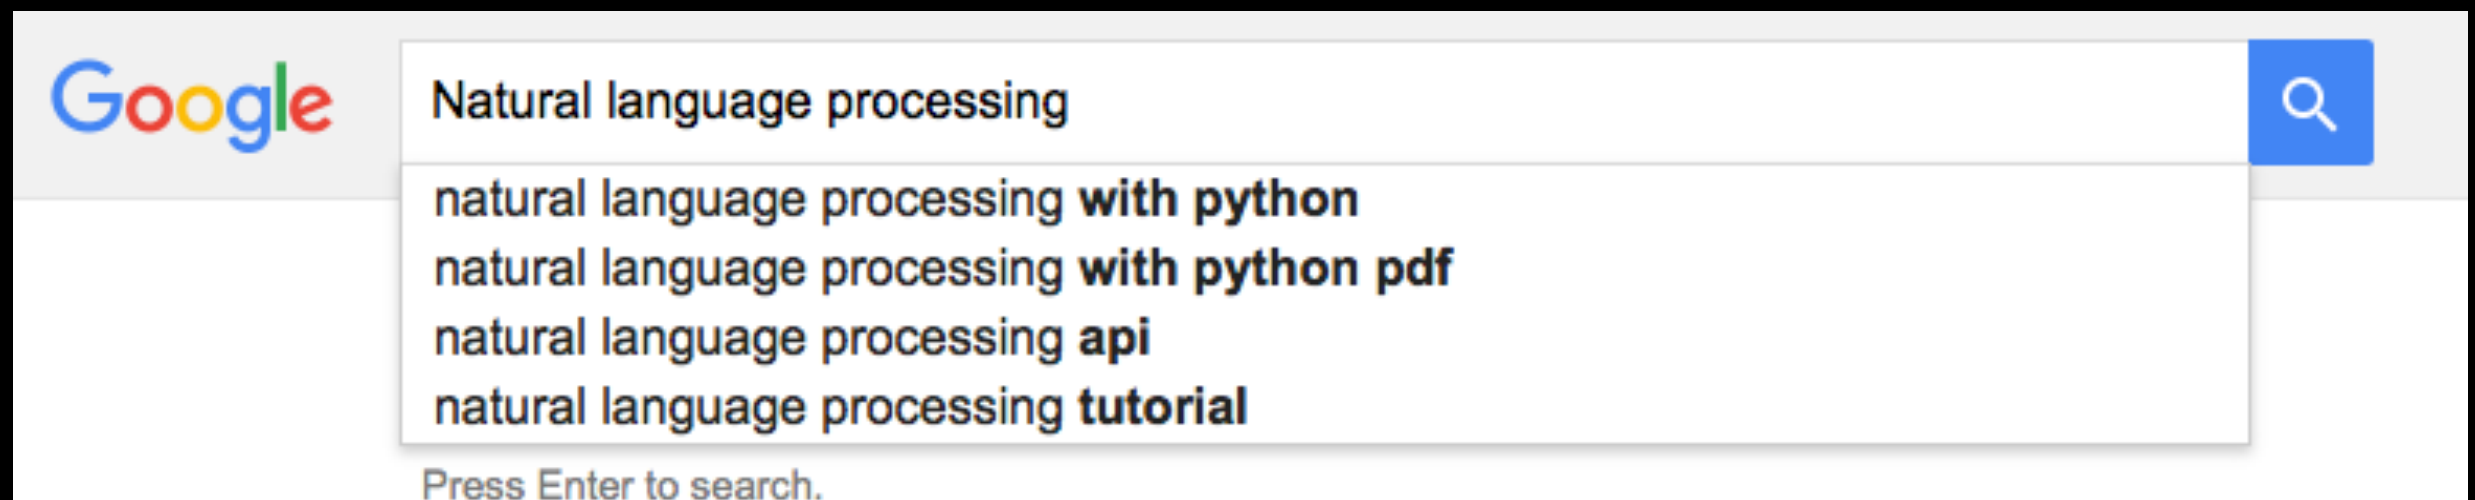 Google
Natural language processing
natural language processing with python
natural language processing with python pdf
natural language processing api
natural language processing tutorial
Press Enter to search.